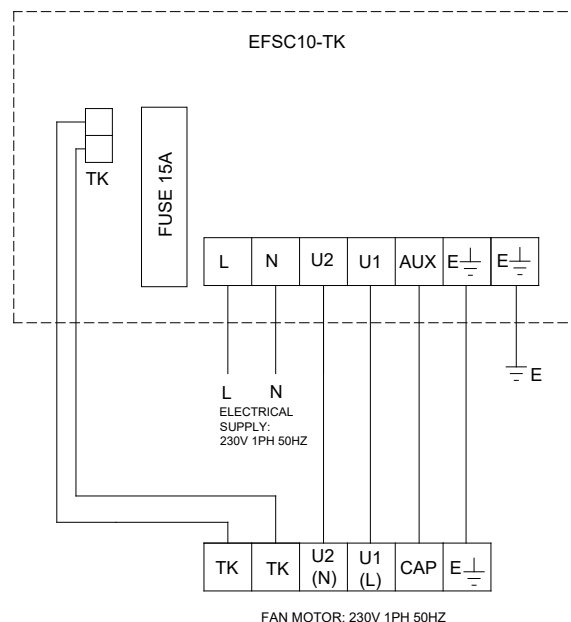 EFSC10-TK
TK
FUSE 15A
L N U2 U1 AUX E E
L N E
ELECTRICAL
SUPPLY:
230V 1PH 50HZ
TK TK U2 (N) U1 (L) CAP E
FAN MOTOR: 230V 1PH 50HZ